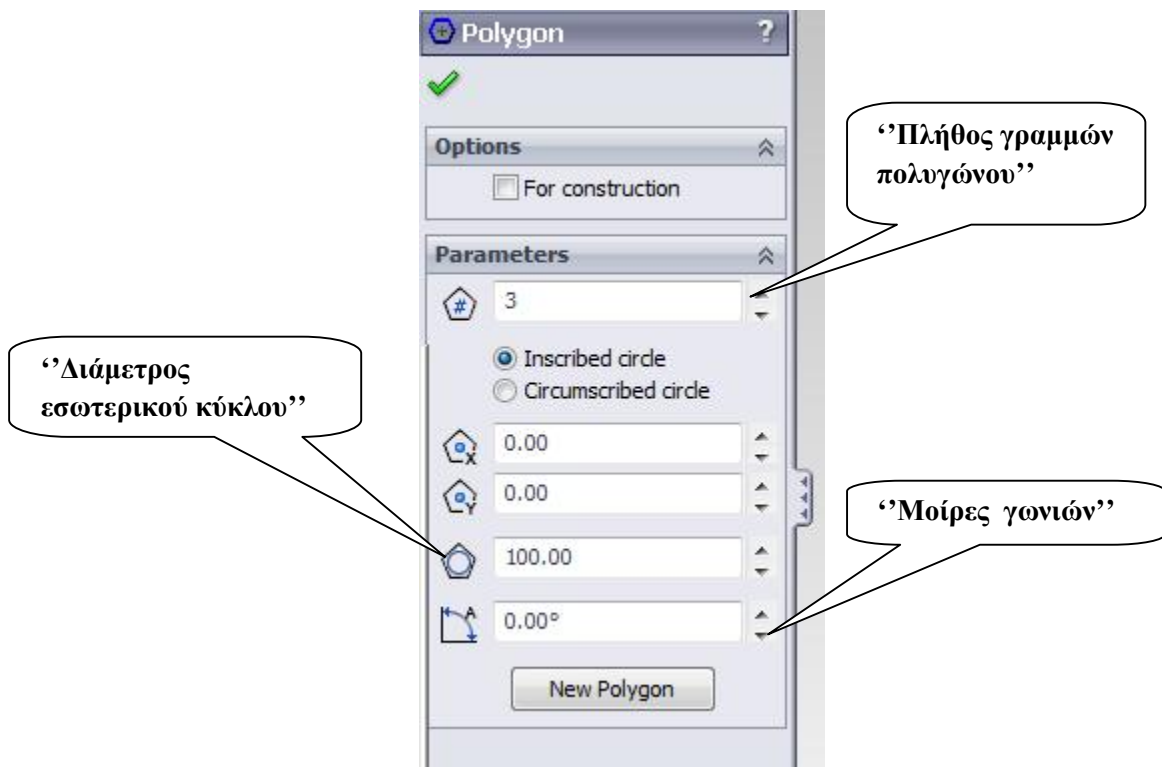 Polygon ?
‘’Πλήθος γραμμών
πολυγώνου’’
Options
For construction
Parameters
#
3
Inscribed circle
Circumscribed circle
‘’Διάμετρος
εσωτερικού κύκλου’’
X
0.00
Y
0.00
‘’Μοίρες γωνιών’’
100.00
A
0.00°
New Polygon